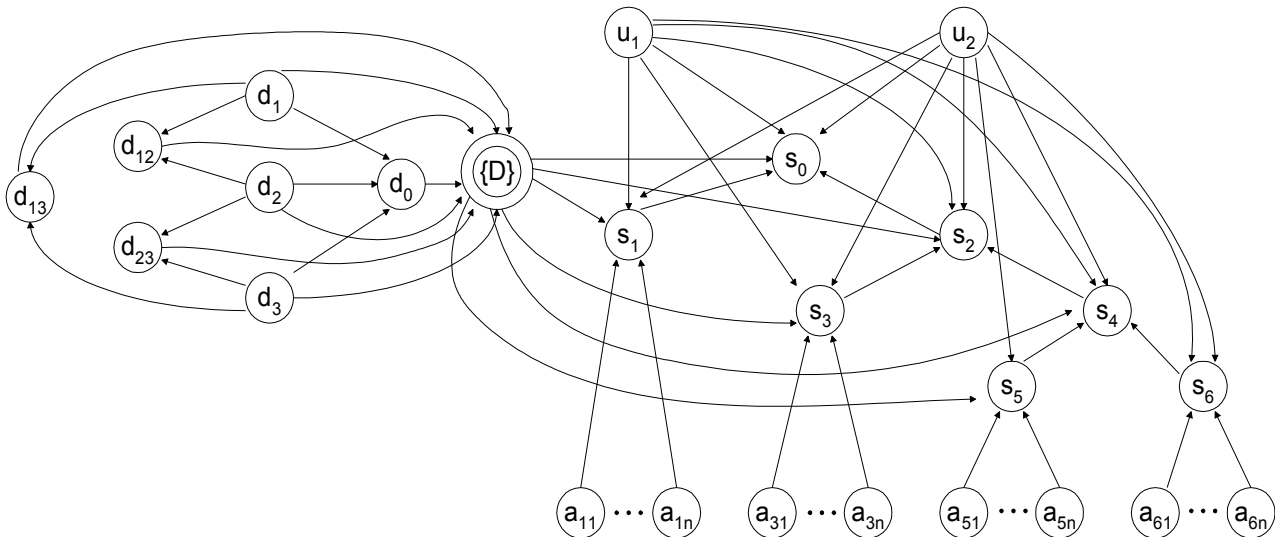 u₁
u₂
d₁
d₁₂
s₀
{D}
d₂
d₀
d₁₃
s₁
s₂
d₂₃
d₃
s₃
s₄
s₅
s₆
a₁₁ ··· a₁ₙ
a₃₁ ··· a₃ₙ
a₅₁ ··· a₅ₙ
a₆₁ ··· a₆ₙ